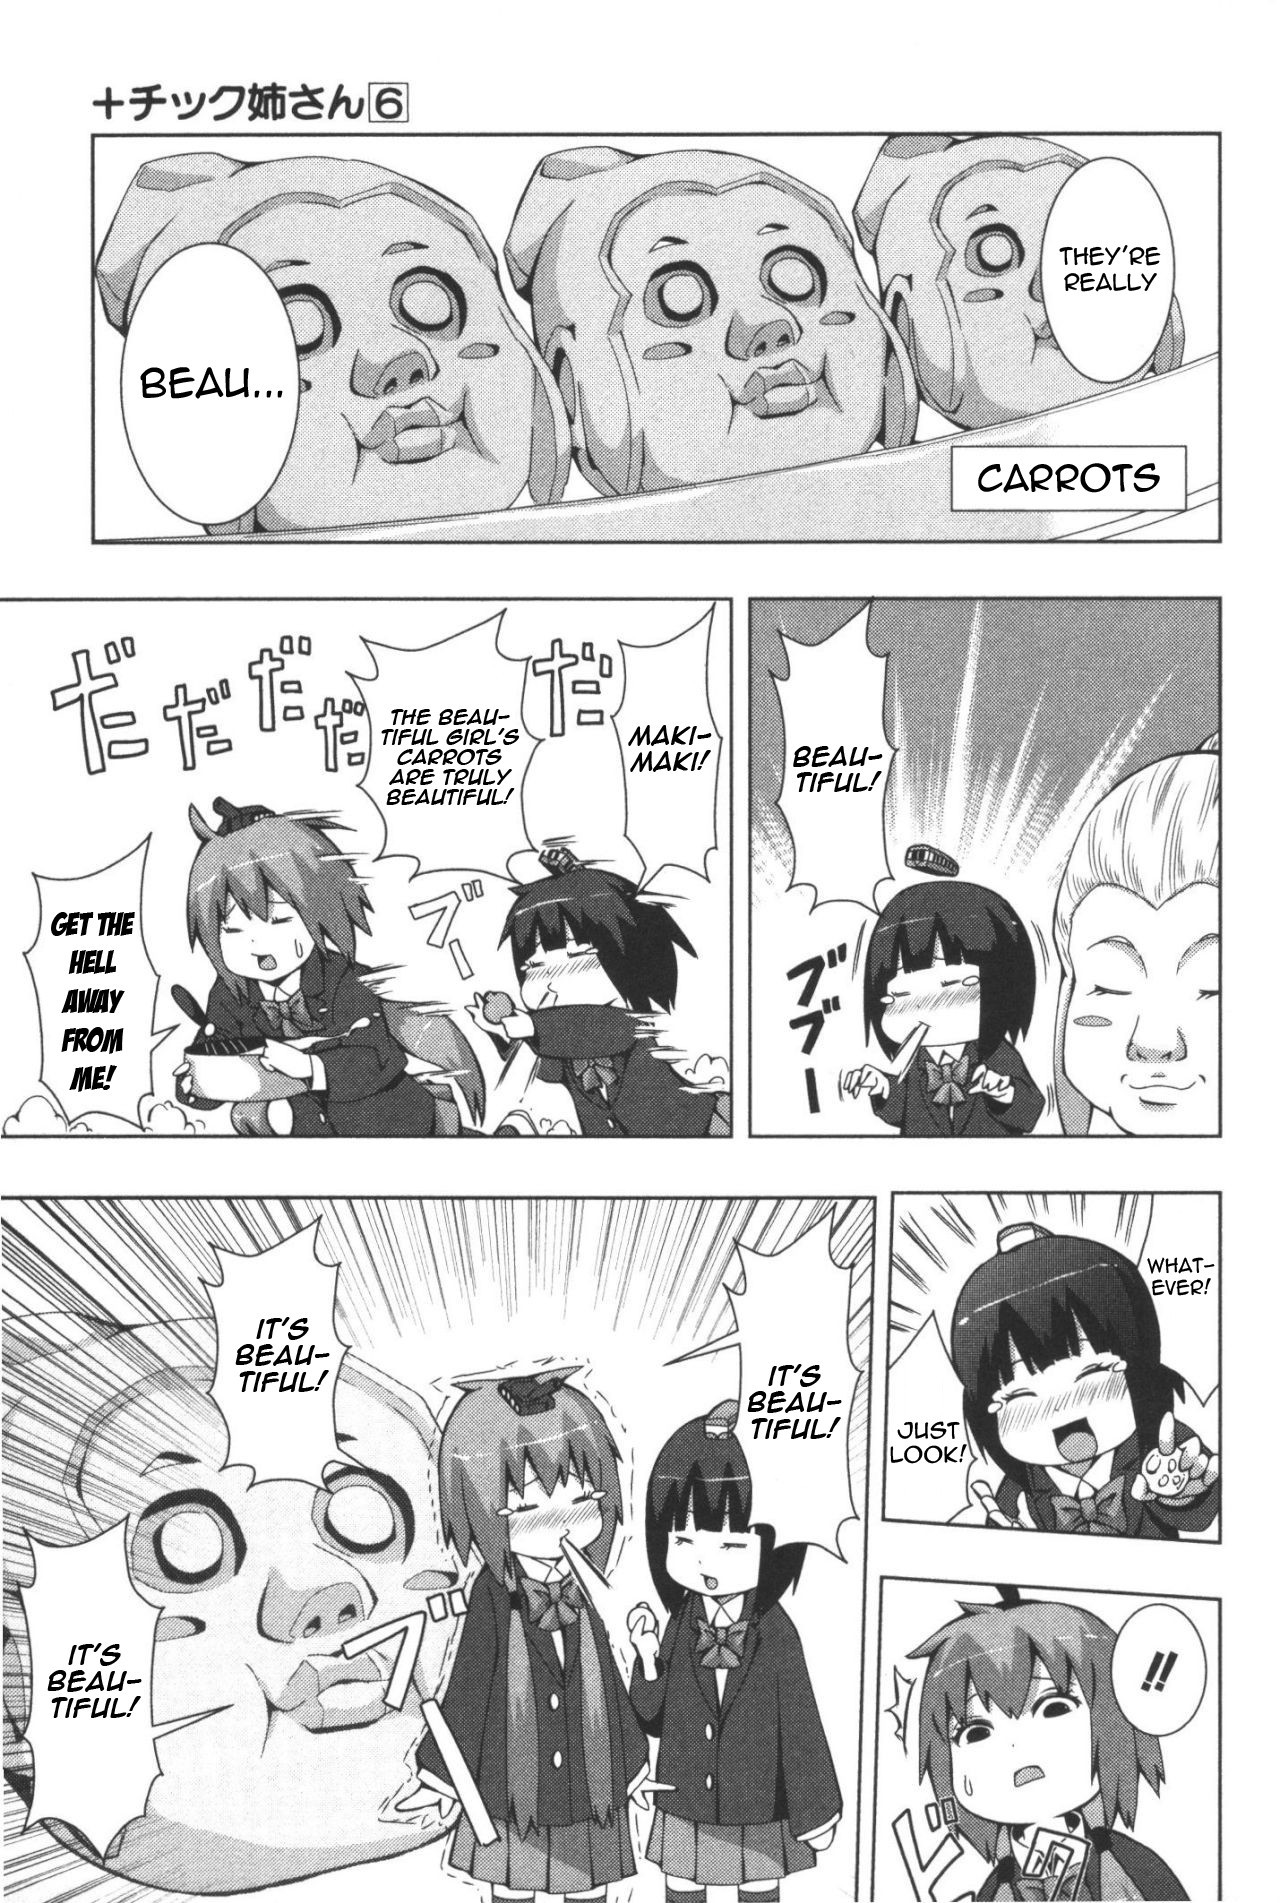 +チック姉さん6
THEY'RE
REALLY
BEAU...
CARROTS
BEAU-
TIFUL!
ブブブー
MAKI-
MAKI!
THE BEAU-
TIFUL GIRL'S
CARROTS
ARE TRULY
BEAUTIFUL!
だ
だ
だ
だ
だ
ブー
GET THE
HELL
AWAY
FROM
ME!
WHAT-
EVER!
JUST
LOOK!
!!
IT'S
BEAU-
TIFUL!
IT'S
BEAU-
TIFUL!
ブー
IT'S
BEAU-
TIFUL!